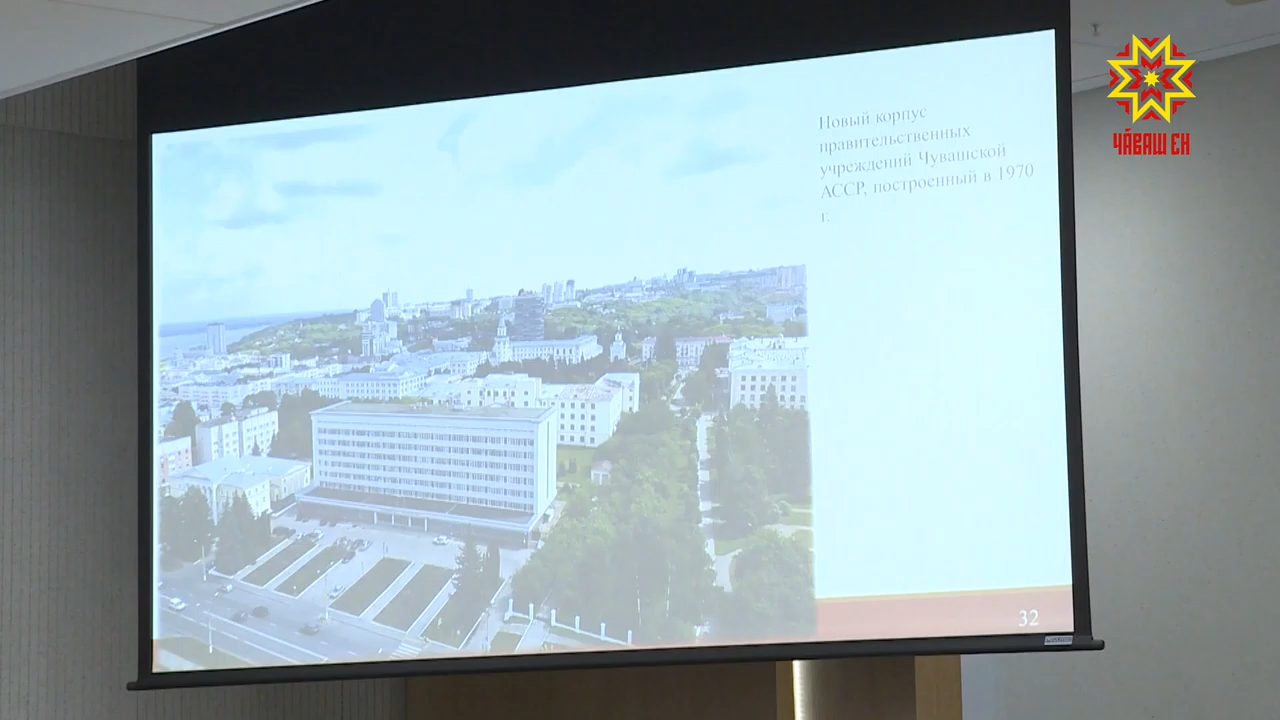 Новый корпус
правительственных
учреждений Чувашской
АССР, построенный в 1970
г.
32
ЧӐВАШ ЕН